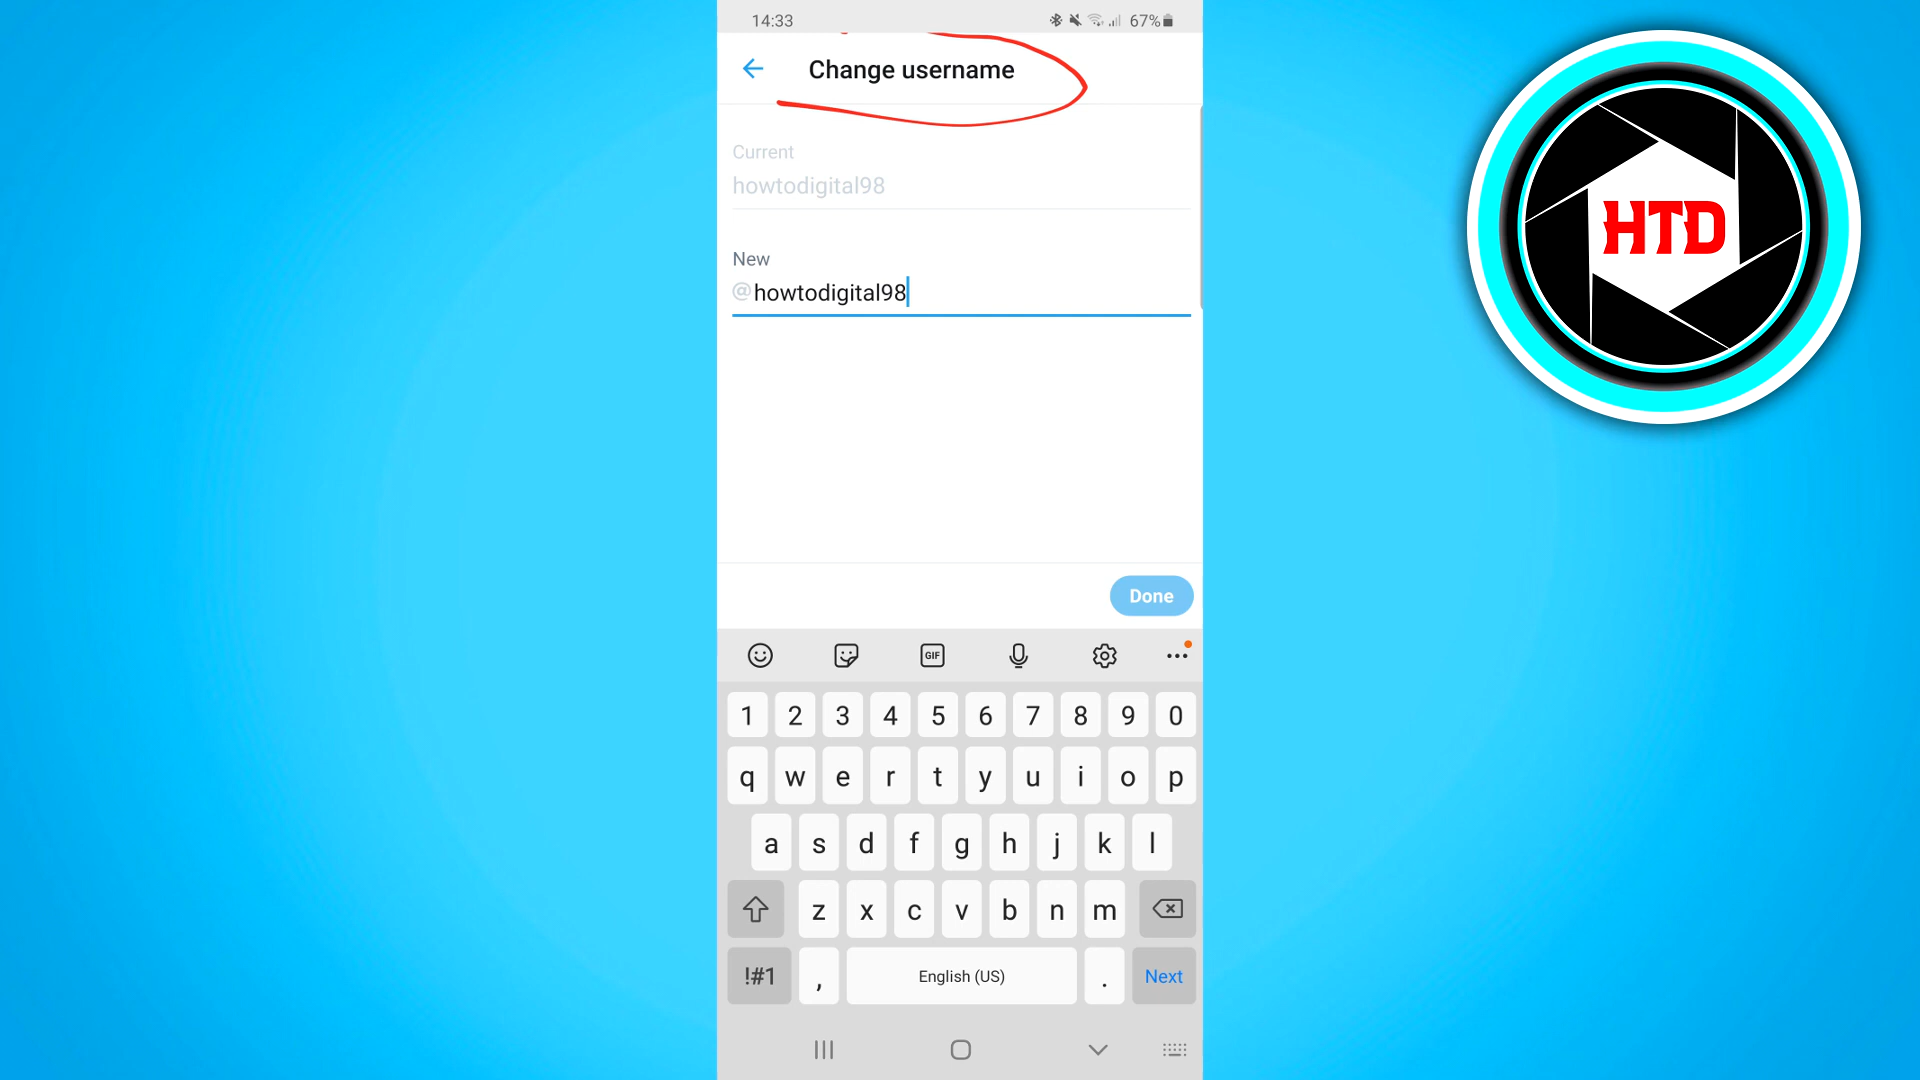 14:33
67%
Change username
Current
howtodigital98
New
@howtodigital98
Done
GIF
1 2 3 4 5 6 7 8 9 0
q w e r t y u i o p
a s d f g h j k l
z x c v b n m
!#1 , English (US) . Next
HTD